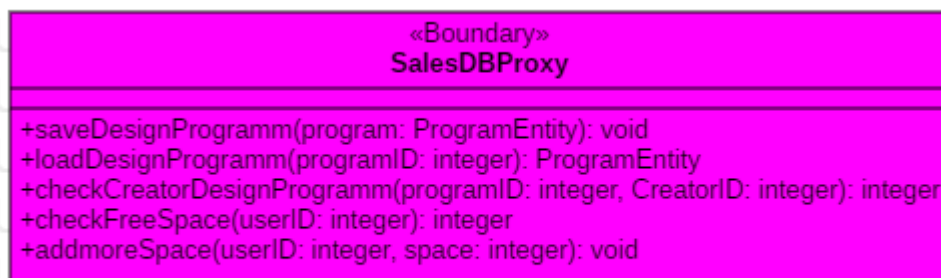 «Boundary»
SalesDBProxy
+saveDesignProgramm(program: ProgramEntity): void
+loadDesignProgramm(programID: integer): ProgramEntity
+checkCreatorDesignProgramm(programID: integer, CreatorID: integer): integer
+checkFreeSpace(userID: integer): integer
+addmoreSpace(userID: integer, space: integer): void